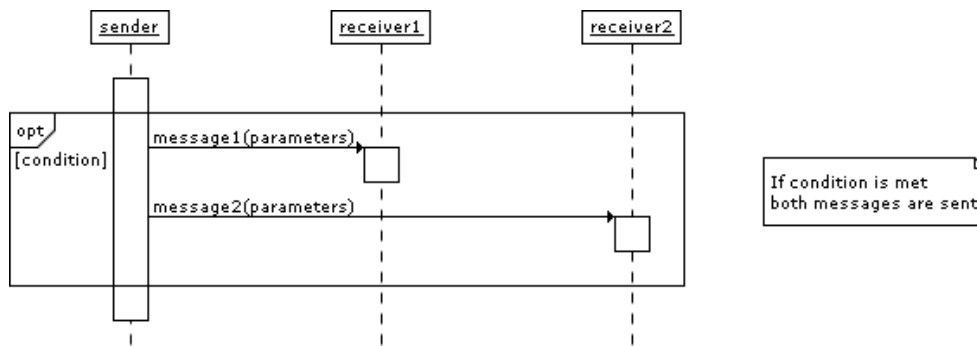 sender
receiver1
receiver2
opt
[condition]
message1(parameters)
message2(parameters)
If condition is met
both messages are sent